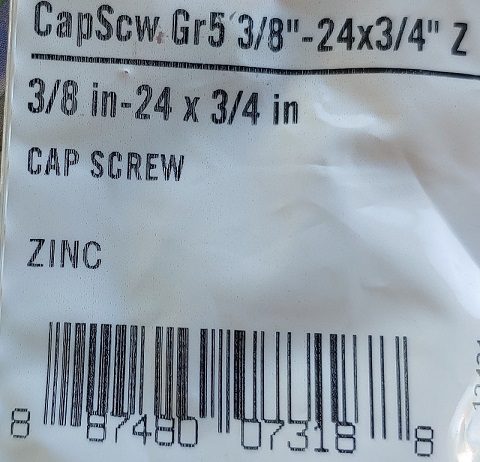 CapScw Gr5 3/8"-24x3/4" Z
3/8 in-24 x 3/4 in
CAP SCREW
ZINC
8 87480 07318 8